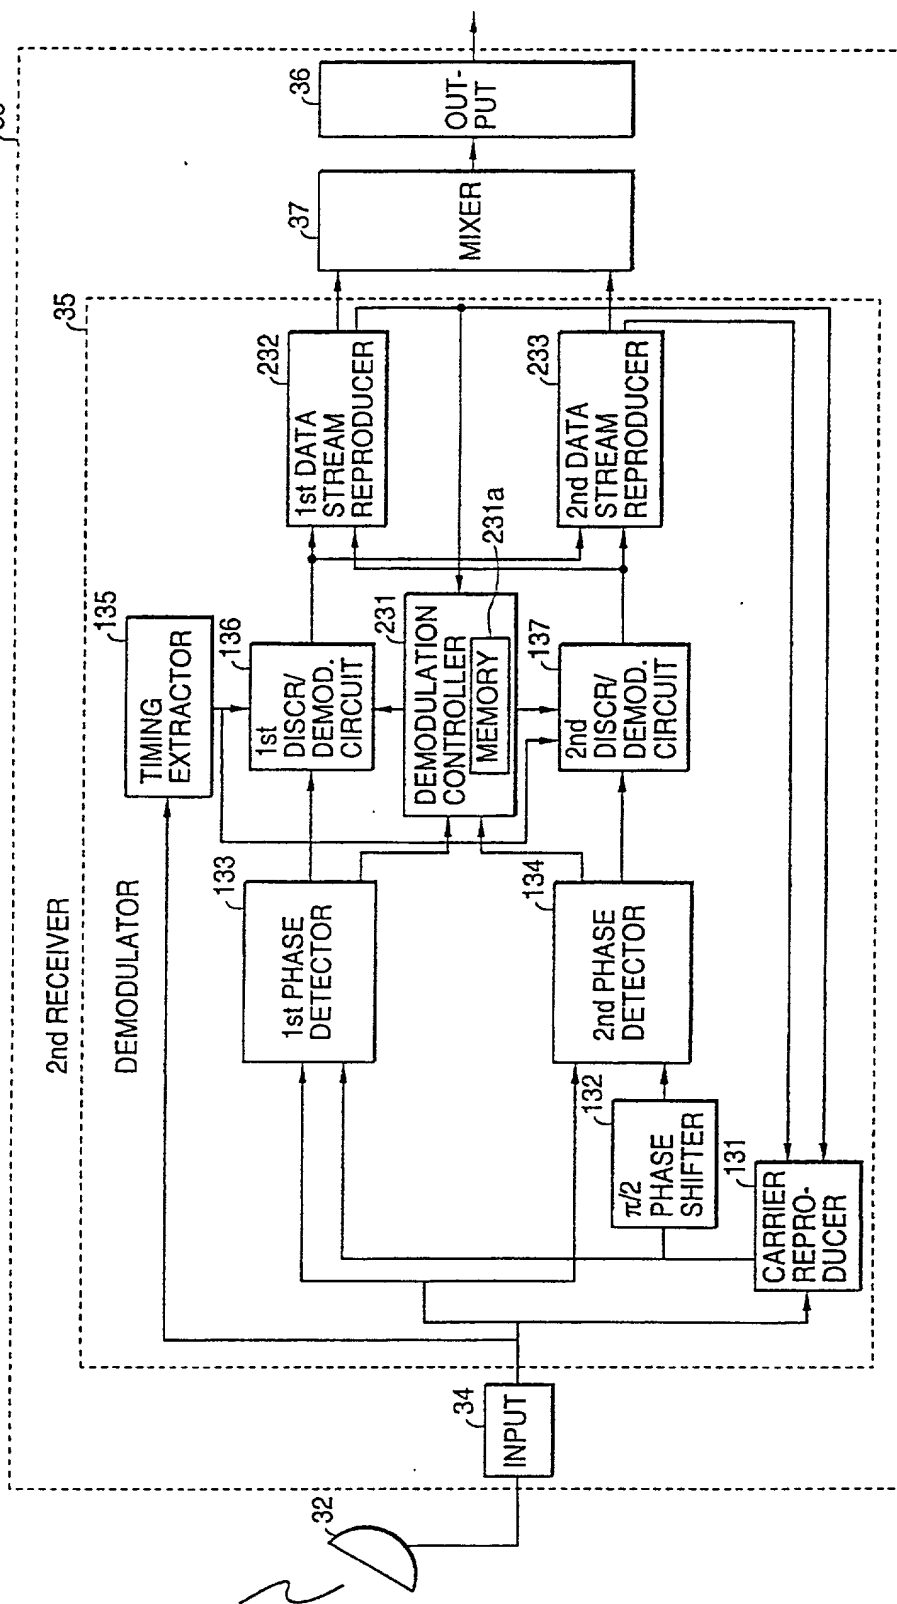 2nd RECEIVER
35
DEMODULATOR
135
TIMING
EXTRACTOR
32
34
INPUT
133
1st PHASE
DETECTOR
136
1st
DISCR/
DEMOD.
CIRCUIT
232
1st DATA
STREAM
REPRODUCER
37
MIXER
36
OUT-
PUT
231
DEMODULATION
CONTROLLER
MEMORY
231a
134
2nd PHASE
DETECTOR
132
π/2
PHASE
SHIFTER
137
2nd
DISCR/
DEMOD.
CIRCUIT
233
2nd DATA
STREAM
REPRODUCER
131
CARRIER
REPRO-
DUCER